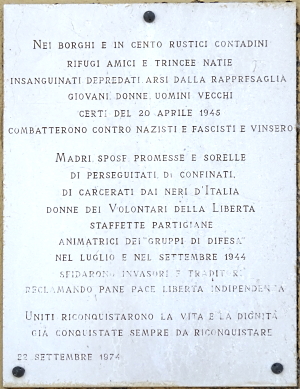 NEI BORGHI E IN CENTO RUSTICI CONTADINI
RIFUGI AMICI E TRINCEE NATIE
INSANGUINATI DEPREDATI ARSI DALLA RAPPRESAGLIA
GIOVANI, DONNE, UOMINI VECCHI
CERTI DEL 20 APRILE 1945
COMBATTERONO CONTRO NAZISTI E FASCISTI E VINSERO
MADRI, SPOSE, PROMESSE E SORELLE
DI PERSEGUITATI, DI CONFINATI,
DI CARCERATI DAI NERI D'ITALIA
DONNE DEI VOLONTARI DELLA LIBERTA
STAFFETTE PARTIGIANE
ANIMATRICI DEI "GRUPPI DI DIFESA"
NEL LUGLIO E NEL SETTEMBRE 1944
SFIDARONO INVASORI E TRADITORI
RECLAMANDO PANE PACE LIBERTA INDIPENDENZA
UNITI RICONQUISTARONO LA VITA E LA DIGNITÀ
GIÀ CONQUISTATE SEMPRE DA RICONQUISTARE
22 SETTEMBRE 1974